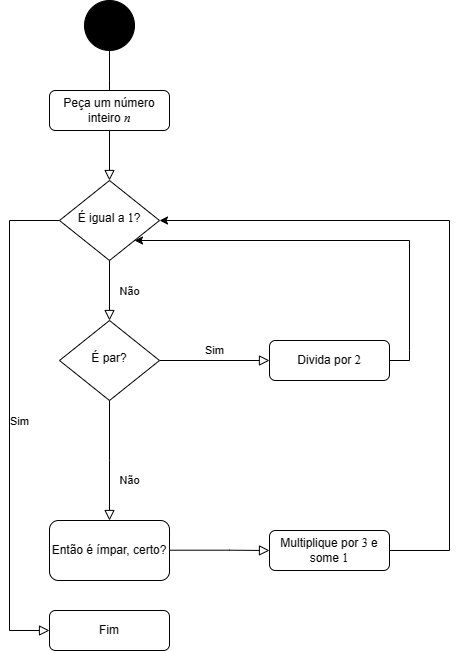 Peça um número
inteiro n
É igual a 1?
Não
É par?
Sim
Divida por 2
Sim
Não
Então é ímpar, certo?
Multiplique por 3 e
some 1
Fim